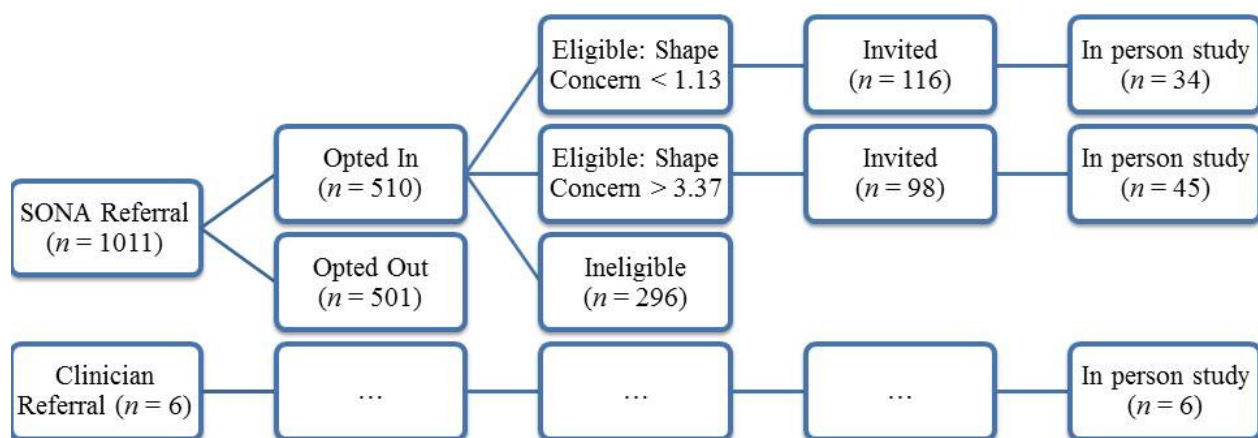 Eligible: Shape
Concern < 1.13
Invited
(n = 116)
In person study
(n = 34)
Opted In
(n = 510)
Eligible: Shape
Concern > 3.37
Invited
(n = 98)
In person study
(n = 45)
SONA Referral
(n = 1011)
Opted Out
(n = 501)
Ineligible
(n = 296)
Clinician
Referral (n = 6)
…
…
…
In person study
(n = 6)